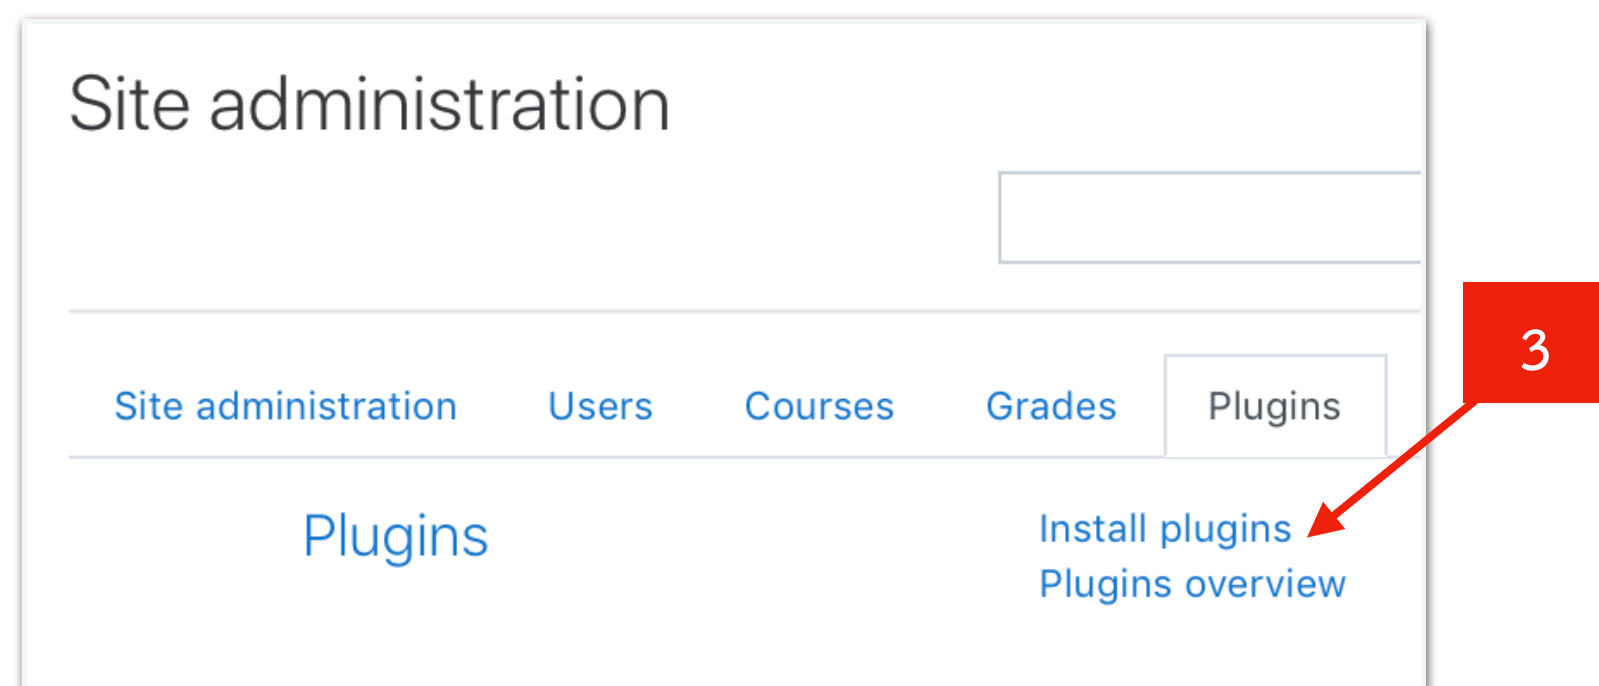 Site administration
3
Site administration Users Courses Grades Plugins
Plugins Install plugins
Plugins overview